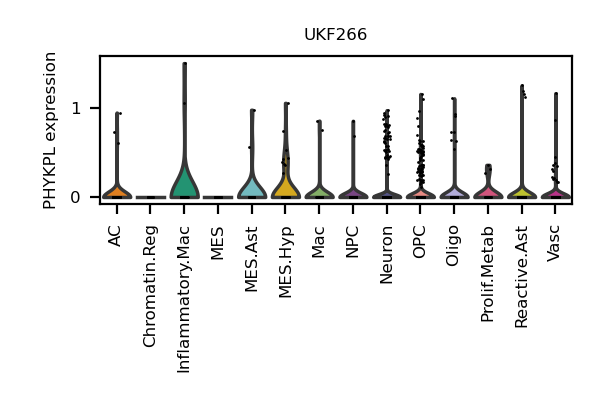 UKF266
PHYKPL expression
1
0
AC
Chromatin.Reg
Inflammatory.Mac
MES
MES.Ast
MES.Hyp
Mac
NPC
Neuron
OPC
Oligo
Prolif.Metab
Reactive.Ast
Vasc